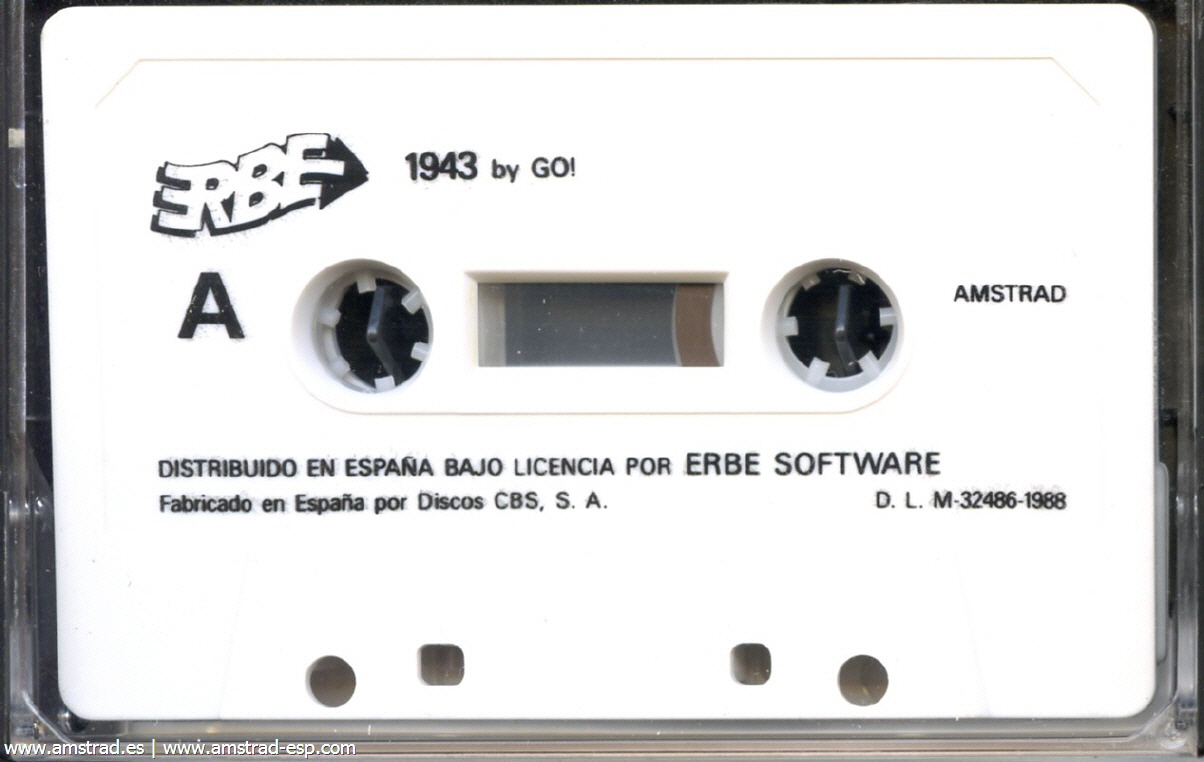 ERBE
1943 by GO!
A
AMSTRAD
DISTRIBUIDO EN ESPAÑA BAJO LICENCIA POR ERBE SOFTWARE
Fabricado en España por Discos CBS, S. A.
D. L. M-32486-1988
www.amstrad.es | www.amstrad-esp.com